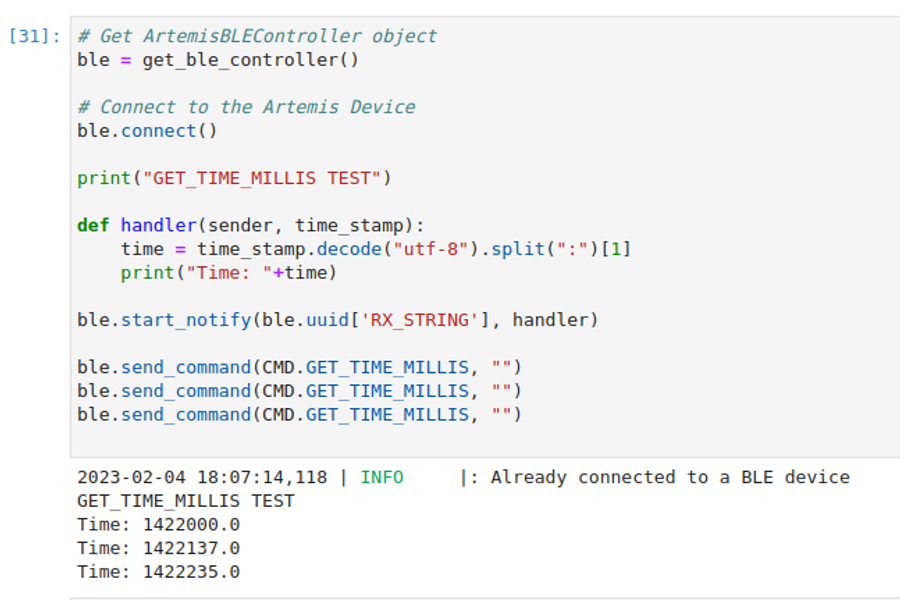 [31]: # Get ArtemisBLEController object
ble = get_ble_controller()
# Connect to the Artemis Device
ble.connect()
print("GET_TIME_MILLIS TEST")
def handler(sender, time_stamp):
    time = time_stamp.decode("utf-8").split(":")[1]
    print("Time: "+time)
ble.start_notify(ble.uuid['RX_STRING'], handler)
ble.send_command(CMD.GET_TIME_MILLIS, "")
ble.send_command(CMD.GET_TIME_MILLIS, "")
ble.send_command(CMD.GET_TIME_MILLIS, "")
2023-02-04 18:07:14,118 | INFO     |: Already connected to a BLE device
GET_TIME_MILLIS TEST
Time: 1422000.0
Time: 1422137.0
Time: 1422235.0